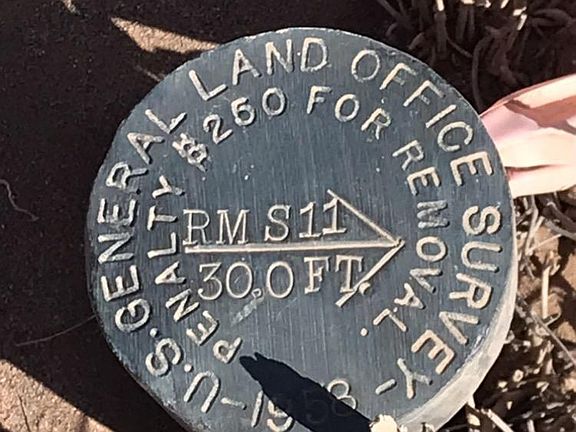 U.S. GENERAL LAND OFFICE SURVEY
PENALTY $250 FOR REMOVAL.
RM S11
30.0 FT.